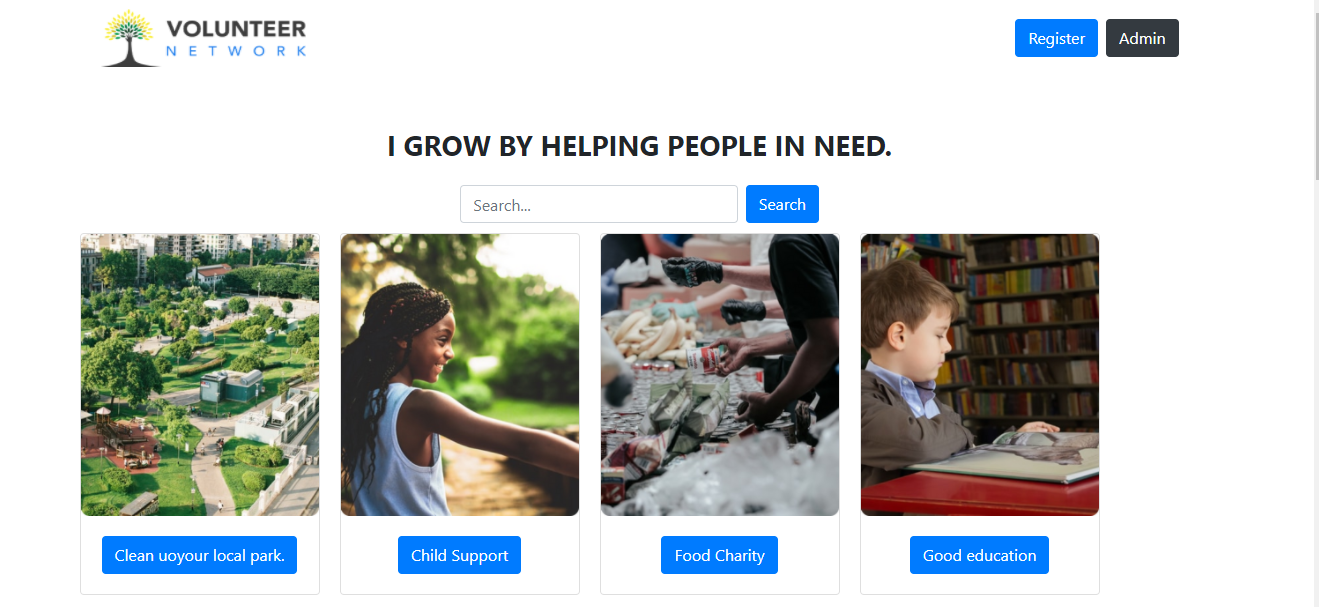 VOLUNTEER
NETWORK
Register
Admin
I GROW BY HELPING PEOPLE IN NEED.
Search...
Search
Clean uoyour local park.
Child Support
Food Charity
Good education